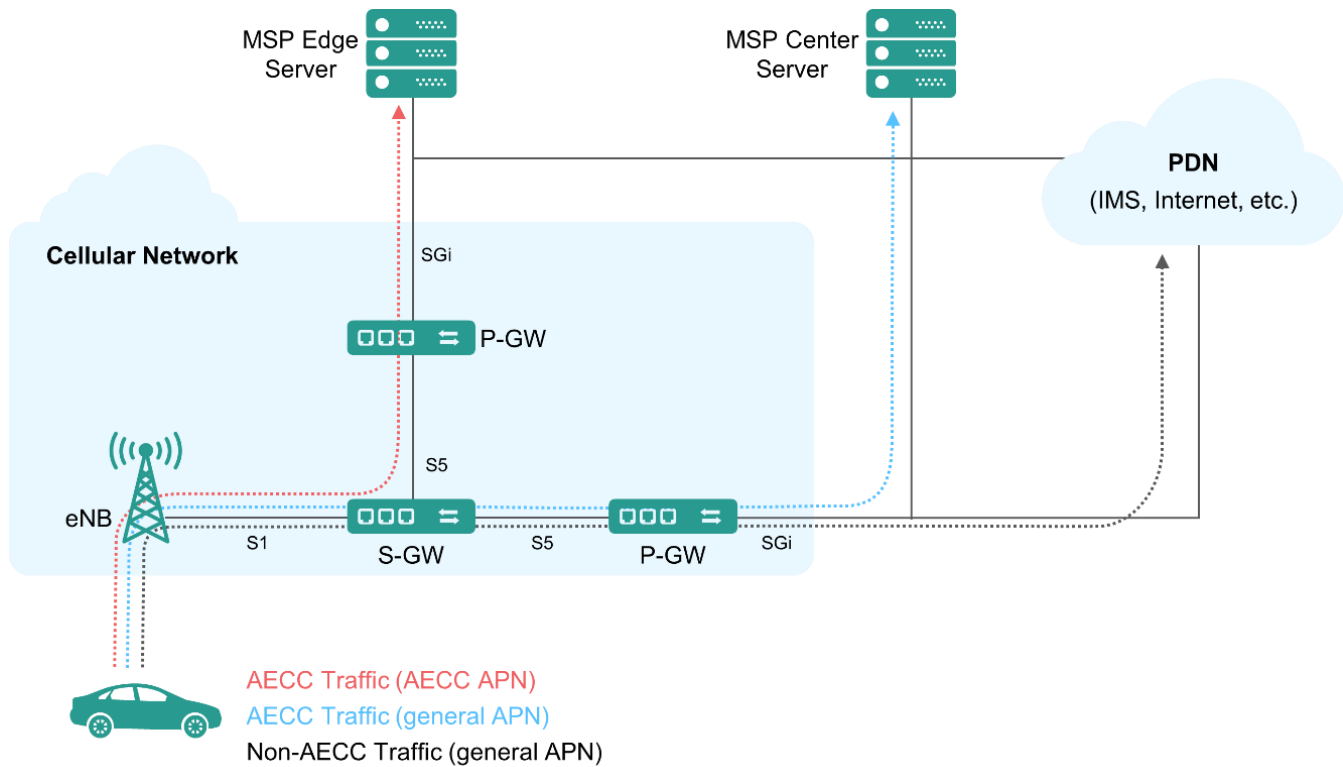 MSP Edge
Server
MSP Center
Server
PDN
(IMS, Internet, etc.)
Cellular Network
SGi
P-GW
S5
eNB
S1
S-GW
S5
P-GW
SGi
AECC Traffic (AECC APN)
AECC Traffic (general APN)
Non-AECC Traffic (general APN)